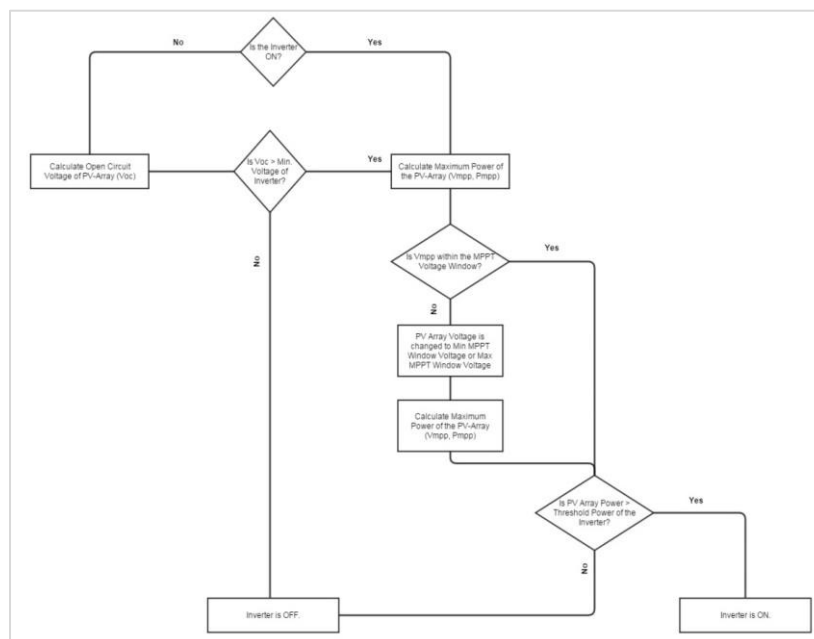 No
Is the Inverter
ON?
Yes
Calculate Open Circuit
Voltage of PV-Array (Voc)
Is Voc > Min.
Voltage of
Inverter?
Yes
Calculate Maximum Power of
the PV-Array (Vmpp, Pmpp)
No
Is Vmpp within the MPPT
Voltage Window?
Yes
No
PV Array Voltage is
changed to Min MPPT
Window Voltage or Max
MPPT Window Voltage
Calculate Maximum
Power of the PV-Array
(Vmpp, Pmpp)
Is PV Array Power >
Threshold Power of the
Inverter?
Yes
No
Inverter is OFF.
Inverter is ON.